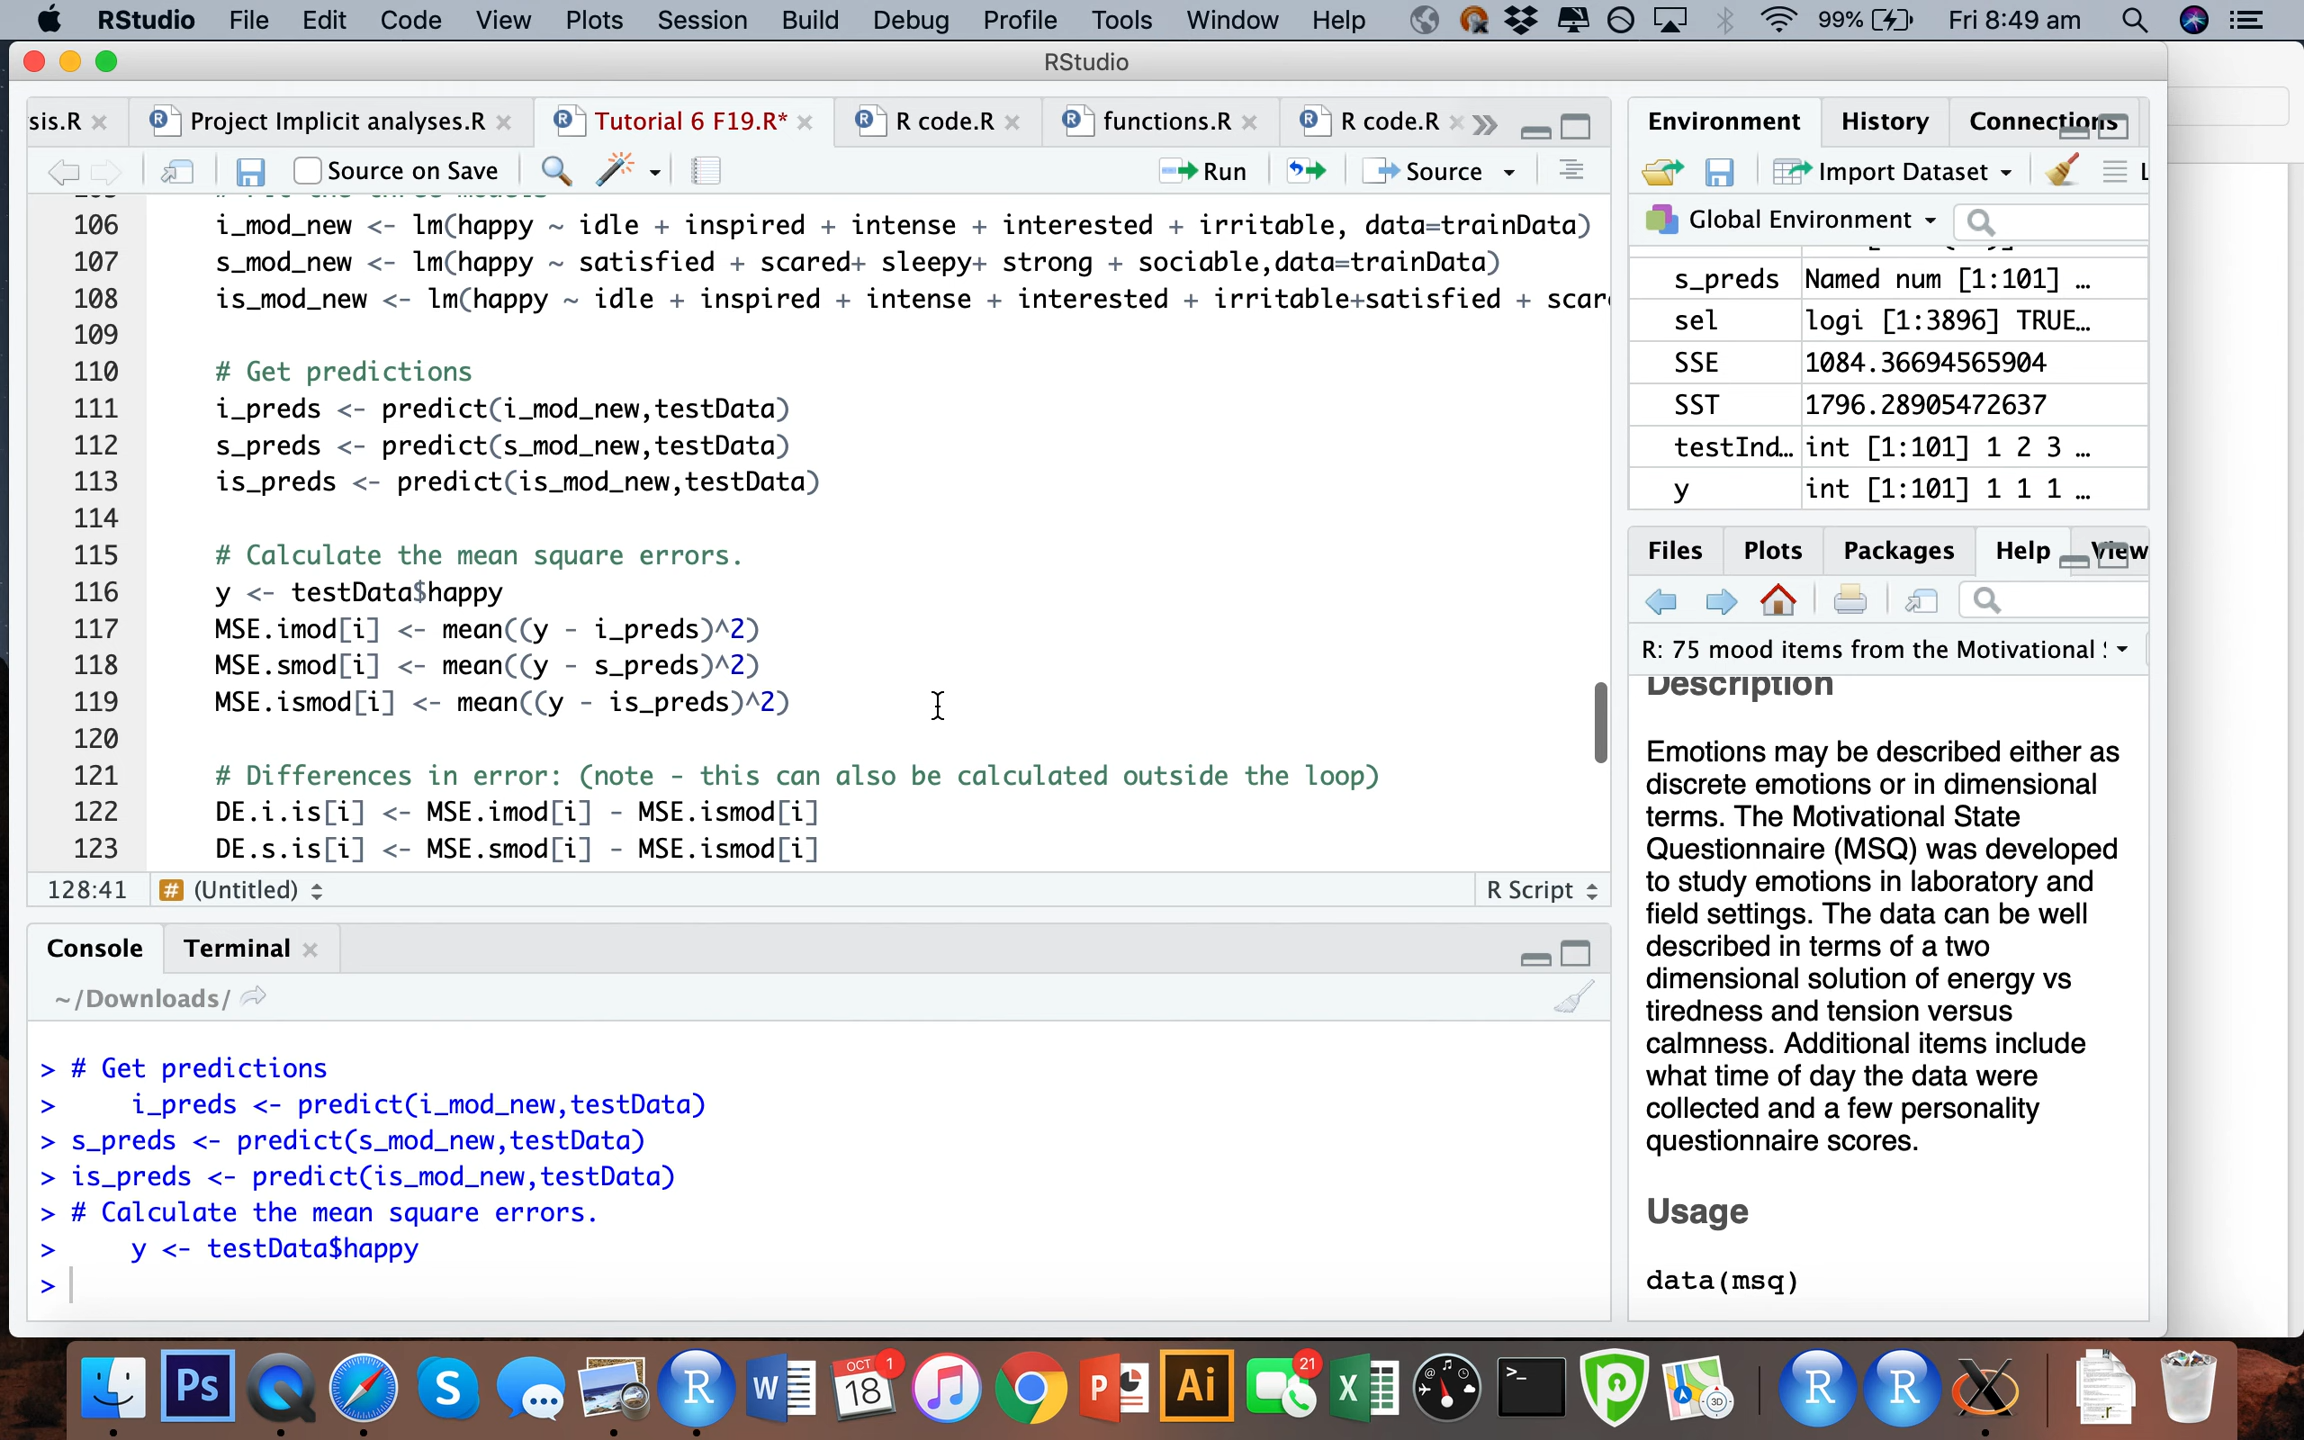 RStudio File Edit Code View Plots Session Build Debug Profile Tools Window Help 99% Fri 8:49 am
RStudio
sis.R Project Implicit analyses.R Tutorial 6 F19.R* R code.R functions.R R code.R
Source on Save Run Source
106 i_mod_new <- lm(happy ~ idle + inspired + intense + interested + irritable, data=trainData)
107 s_mod_new <- lm(happy ~ satisfied + scared+ sleepy+ strong + sociable,data=trainData)
108 is_mod_new <- lm(happy ~ idle + inspired + intense + interested + irritable+satisfied + scar
109
110 # Get predictions
111 i_preds <- predict(i_mod_new,testData)
112 s_preds <- predict(s_mod_new,testData)
113 is_preds <- predict(is_mod_new,testData)
114
115 # Calculate the mean square errors.
116 y <- testData$happy
117 MSE.imod[i] <- mean((y - i_preds)^2)
118 MSE.smod[i] <- mean((y - s_preds)^2)
119 MSE.ismod[i] <- mean((y - is_preds)^2)
120
121 # Differences in error: (note - this can also be calculated outside the loop)
122 DE.i.is[i] <- MSE.imod[i] - MSE.ismod[i]
123 DE.s.is[i] <- MSE.smod[i] - MSE.ismod[i]
128:41 # (Untitled) R Script
Console Terminal
~/Downloads/
> # Get predictions
> i_preds <- predict(i_mod_new,testData)
> s_preds <- predict(s_mod_new,testData)
> is_preds <- predict(is_mod_new,testData)
> # Calculate the mean square errors.
> y <- testData$happy
>
Environment History Connections
Import Dataset L
Global Environment
s_preds Named num [1:101] …
sel logi [1:3896] TRUE…
SSE 1084.36694565904
SST 1796.28905472637
testInd… int [1:101] 1 2 3 …
y int [1:101] 1 1 1 …
Files Plots Packages Help View
R: 75 mood items from the Motivational
Description
Emotions may be described either as
discrete emotions or in dimensional
terms. The Motivational State
Questionnaire (MSQ) was developed
to study emotions in laboratory and
field settings. The data can be well
described in terms of a two
dimensional solution of energy vs
tiredness and tension versus
calmness. Additional items include
what time of day the data were
collected and a few personality
questionnaire scores.
Usage
data(msq)
Ps S R W OCT 18 1 P Ai 21 X >_ 3D R R X .r